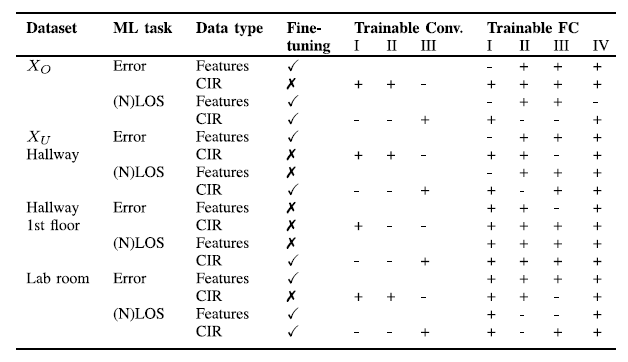 Dataset ML task Data type Fine- Trainable Conv. Trainable FC
tuning I II III I II III IV
X_O Error Features ✓ - + + +
CIR ✗ + + - + + + +
(N)LOS Features ✓ - + + -
CIR ✓ - - + + - - +
X_U Error Features ✓ - + + +
Hallway CIR ✗ + + - + + - +
(N)LOS Features ✗ - + + +
CIR ✓ - - + + - + +
Hallway Error Features ✗ + + - +
1st floor CIR ✗ + - - + + + +
(N)LOS Features ✗ + + + +
CIR ✓ - - + + + + +
Lab room Error Features ✓ + + + +
CIR ✗ + + - + + - +
(N)LOS Features ✓ + - - +
CIR ✓ - - + + - + +